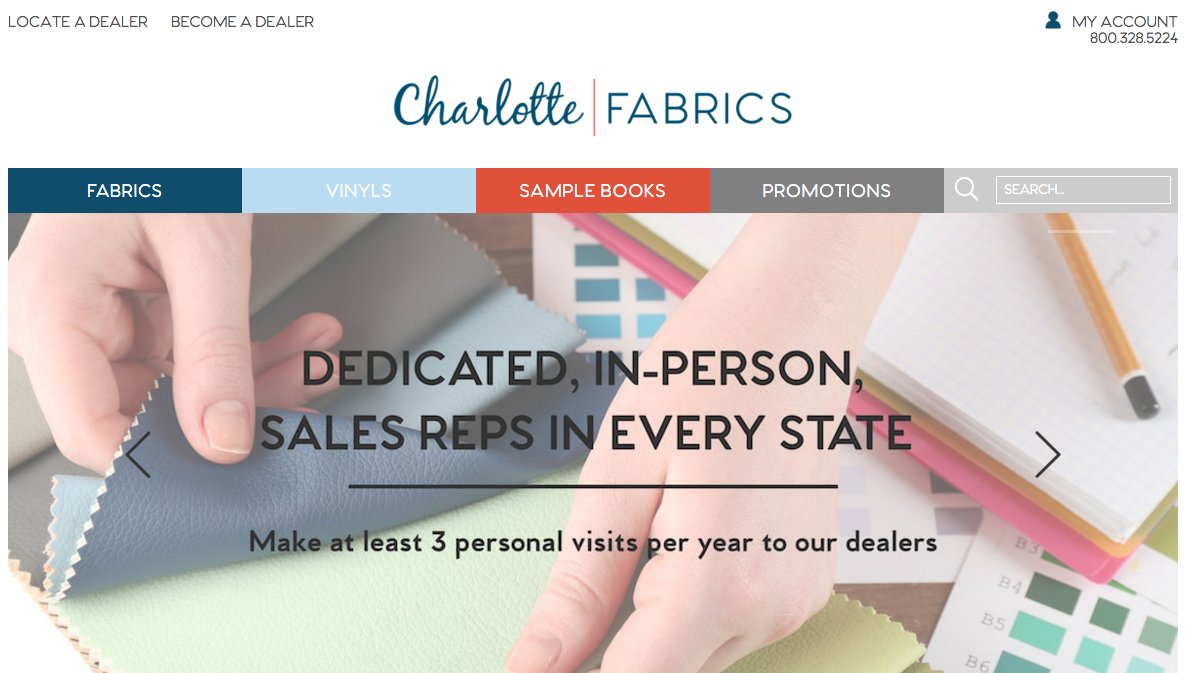 LOCATE A DEALER BECOME A DEALER
MY ACCOUNT
800.328.5224
Charlotte FABRICS
FABRICS VINYLS SAMPLE BOOKS PROMOTIONS SEARCH...
DEDICATED, IN-PERSON,
SALES REPS IN EVERY STATE
Make at least 3 personal visits per year to our dealers
B3
B4
B5
B6